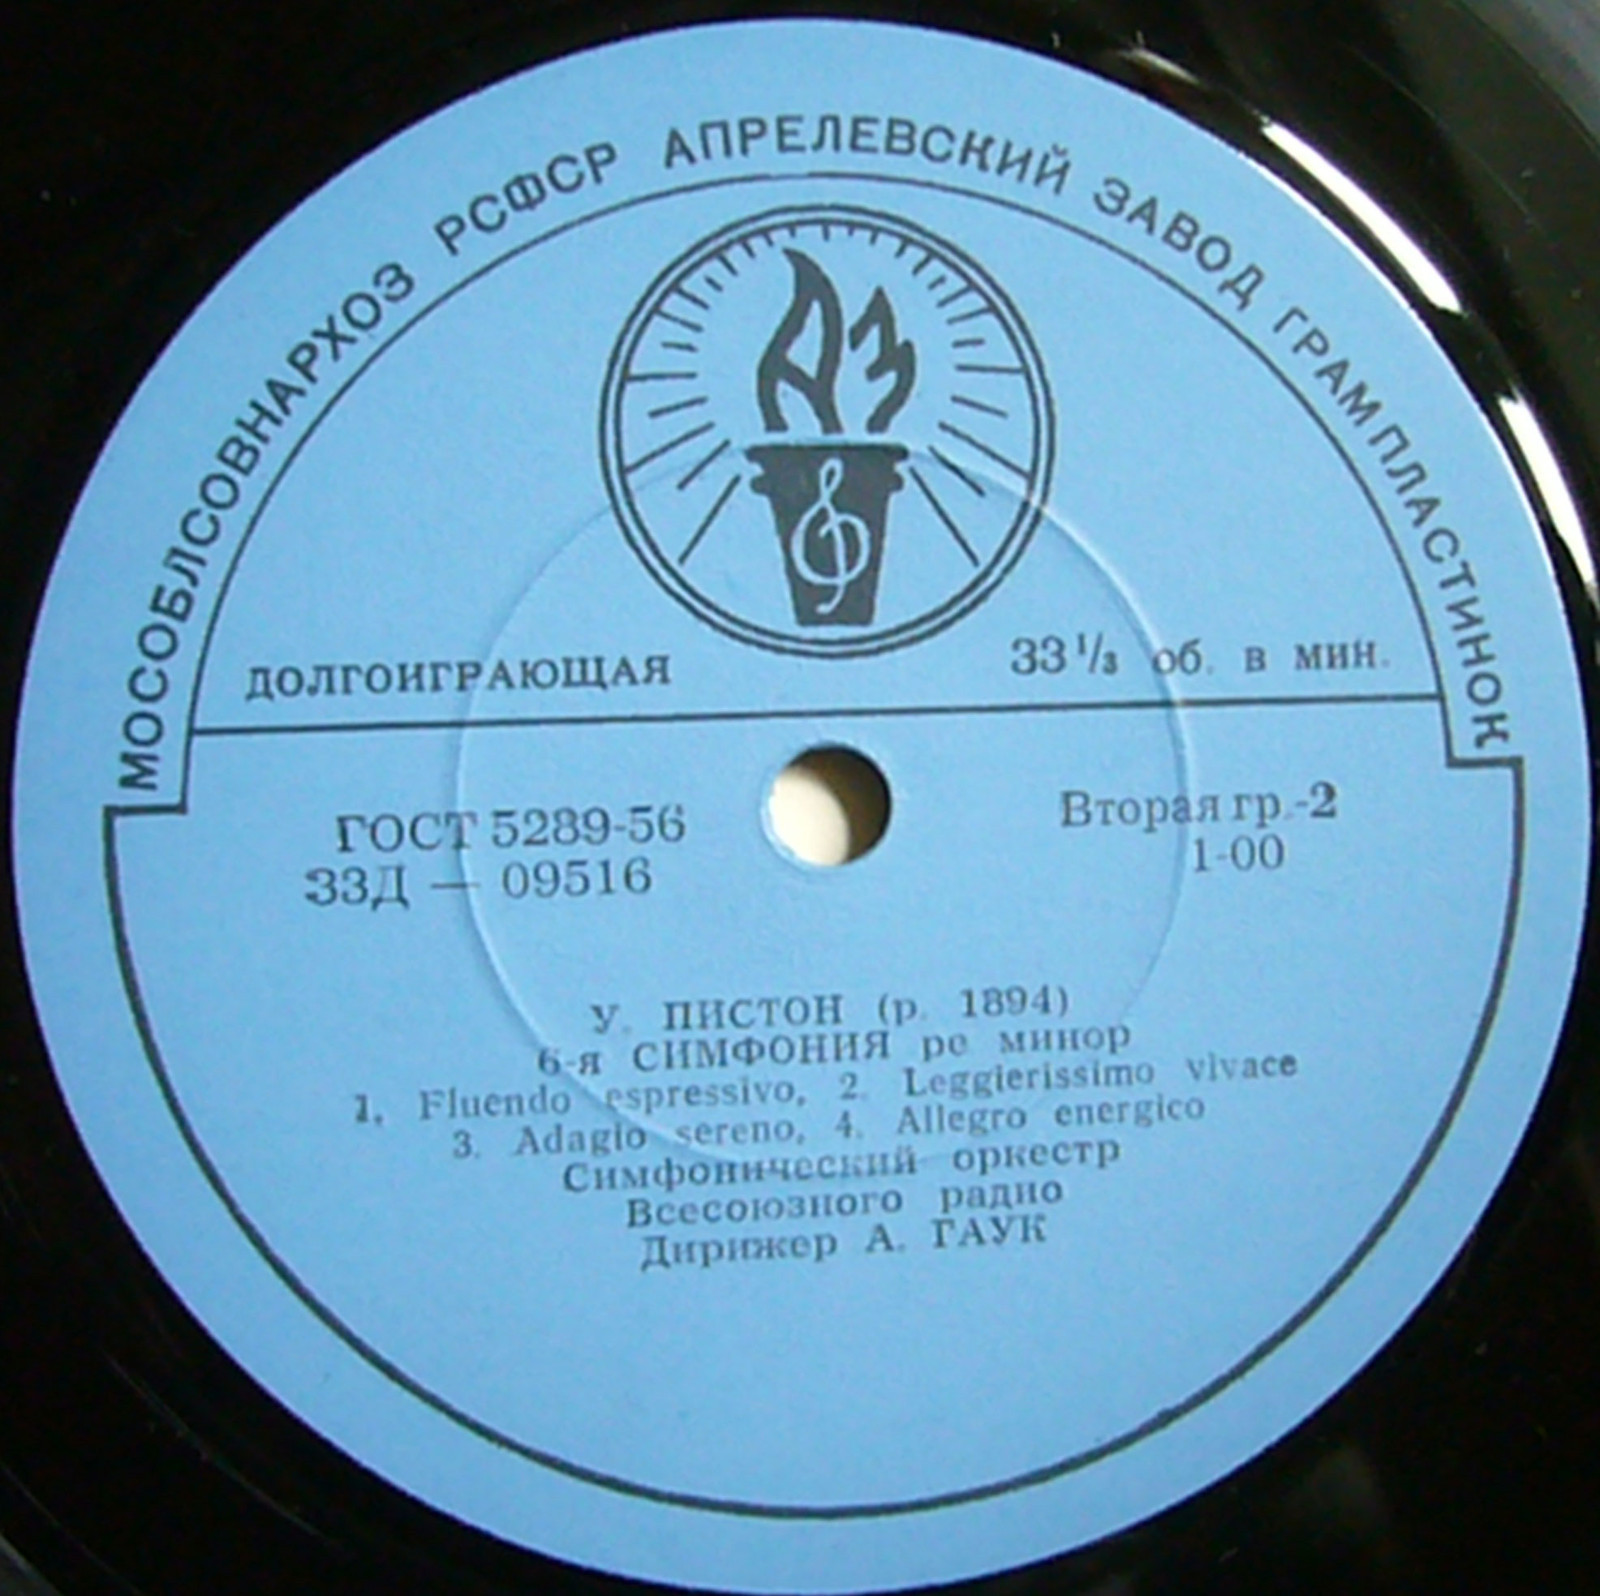 МОСОБЛСОВНАРХОЗ РСФСР АПРЕЛЕВСКИЙ ЗАВОД ГРАМПЛАСТИНОК
АЗ
ДОЛГОИГРАЮЩАЯ 33 1/3 об. в мин.
ГОСТ 5289-56 Вторая гр.-2
33Д — 09516 1-00
У. ПИСТОН (р. 1894)
6-я СИМФОНИЯ ре минор
1. Fluendo espressivo, 2. Leggierissimo vivace
3. Adagio sereno, 4. Allegro energico
Симфонический оркестр
Всесоюзного радио
Дирижер А. ГАУК